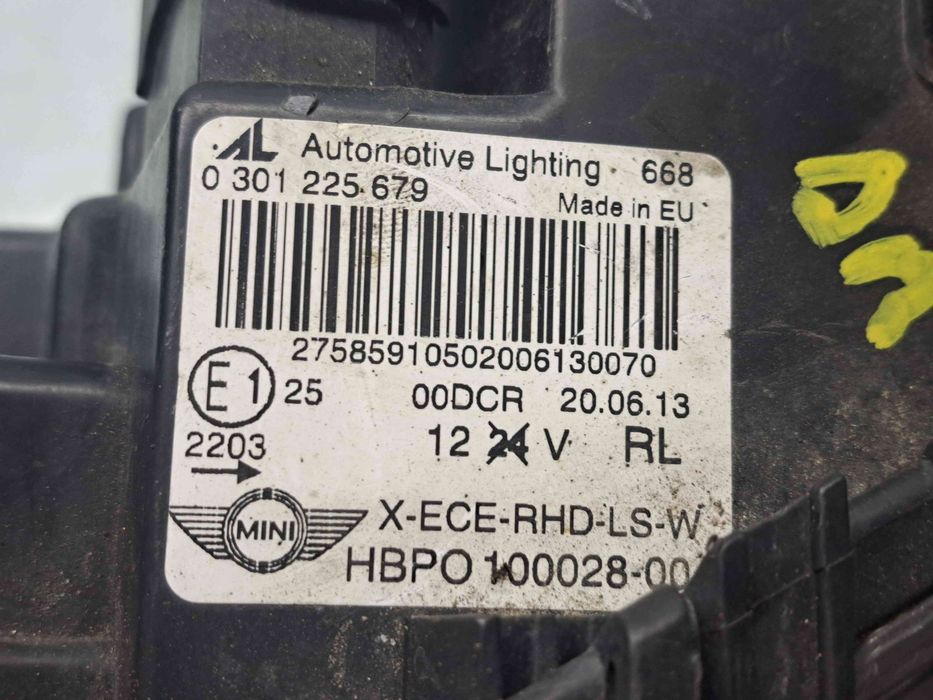 AL Automotive Lighting 668
0 301 225 679
Made in EU
27585910502006130070
E1 25 00DCR 20.06.13
2203 12 24 V RL
MINI X-ECE-RHD-LS-W
HBPO 100028-00